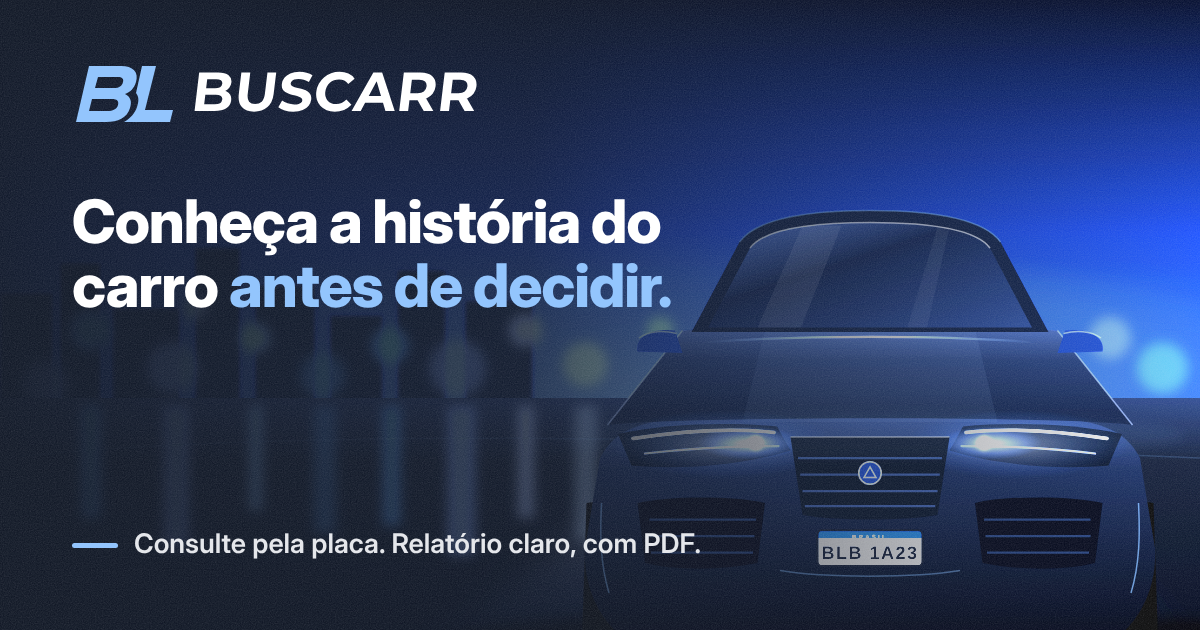 BL BUSCARR
Conheça a história do
carro antes de decidir.
Consulte pela placa. Relatório claro, com PDF.
BRASIL
BLB 1A23